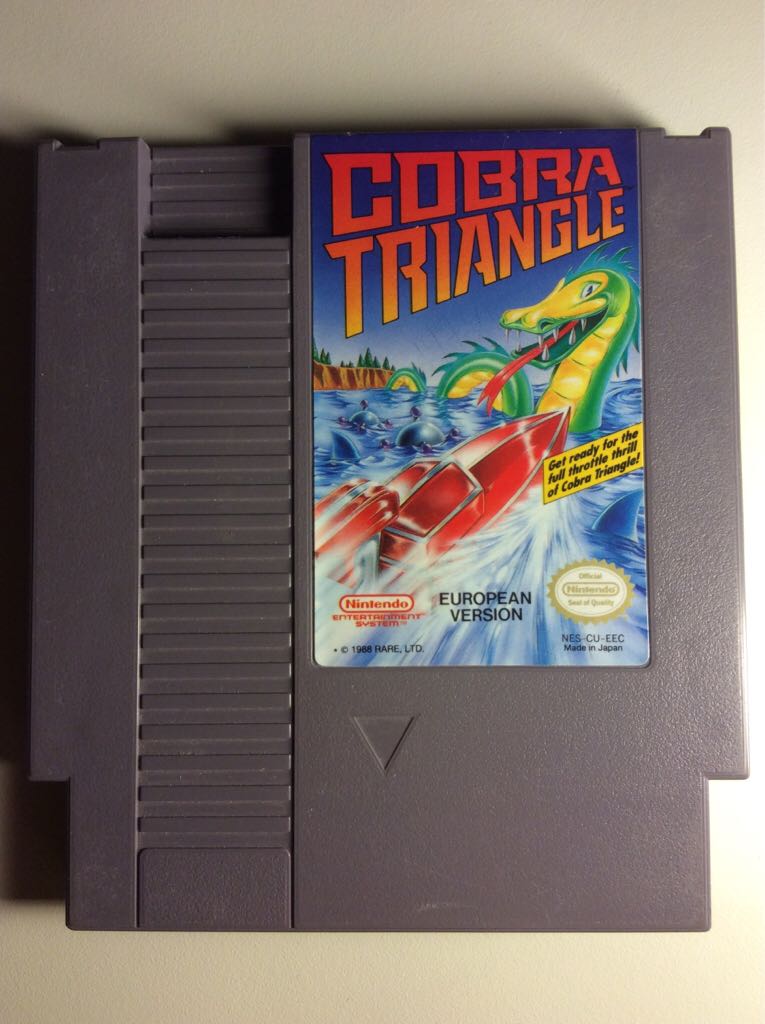 COBRA
TRIANGLE
Get ready for the
full throttle thrill
of Cobra Triangle!
Nintendo
ENTERTAINMENT
SYSTEM™
EUROPEAN
VERSION
Official
Nintendo
Seal of Quality
• © 1988 RARE, LTD.
NES-CU-EEC
Made in Japan